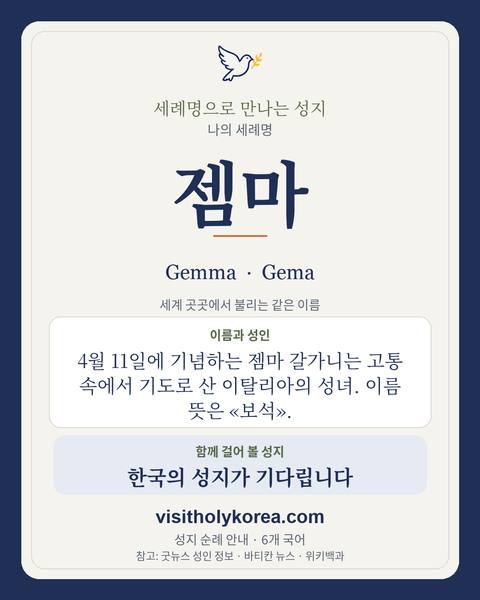 세례명으로 만나는 성지
나의 세례명
젬마
Gemma · Gema
세계 곳곳에서 불리는 같은 이름
이름과 성인
4월 11일에 기념하는 젬마 갈가니는 고통
속에서 기도로 산 이탈리아의 성녀. 이름
뜻은 «보석».
함께 걸어 볼 성지
한국의 성지가 기다립니다
visitholykorea.com
성지 순례 안내 · 6개 국어
참고: 굿뉴스 성인 정보 · 바티칸 뉴스 · 위키백과